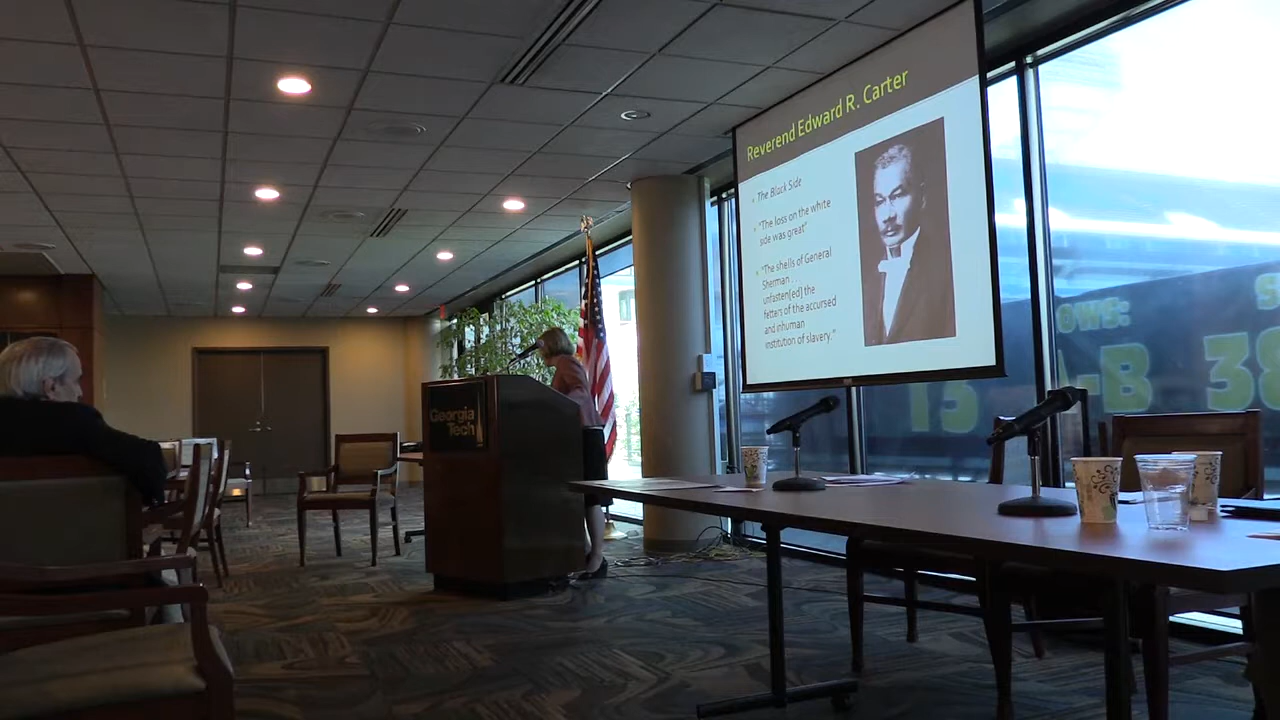 Reverend Edward R. Carter
The Black Side
"The loss on the white
side was great"
"The shells of General
Sherman . .
unfasten[ed] the
fetters of the accursed
and inhuman
institution of slavery."
Georgia
Tech
OWS:
15
A-B
38